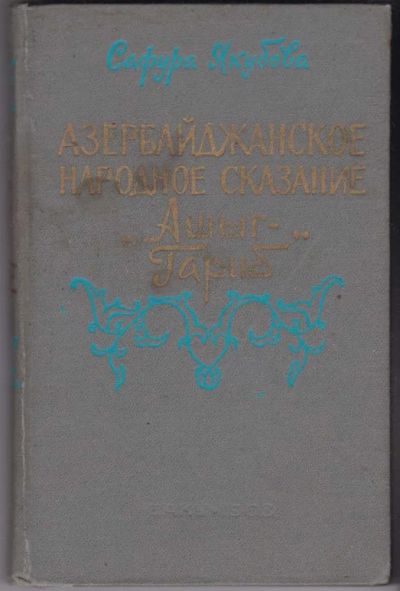 Сафура Якубова
АЗЕРБАЙДЖАНСКОЕ
НАРОДНОЕ СКАЗАНИЕ
„Ашыг-
Гариб"